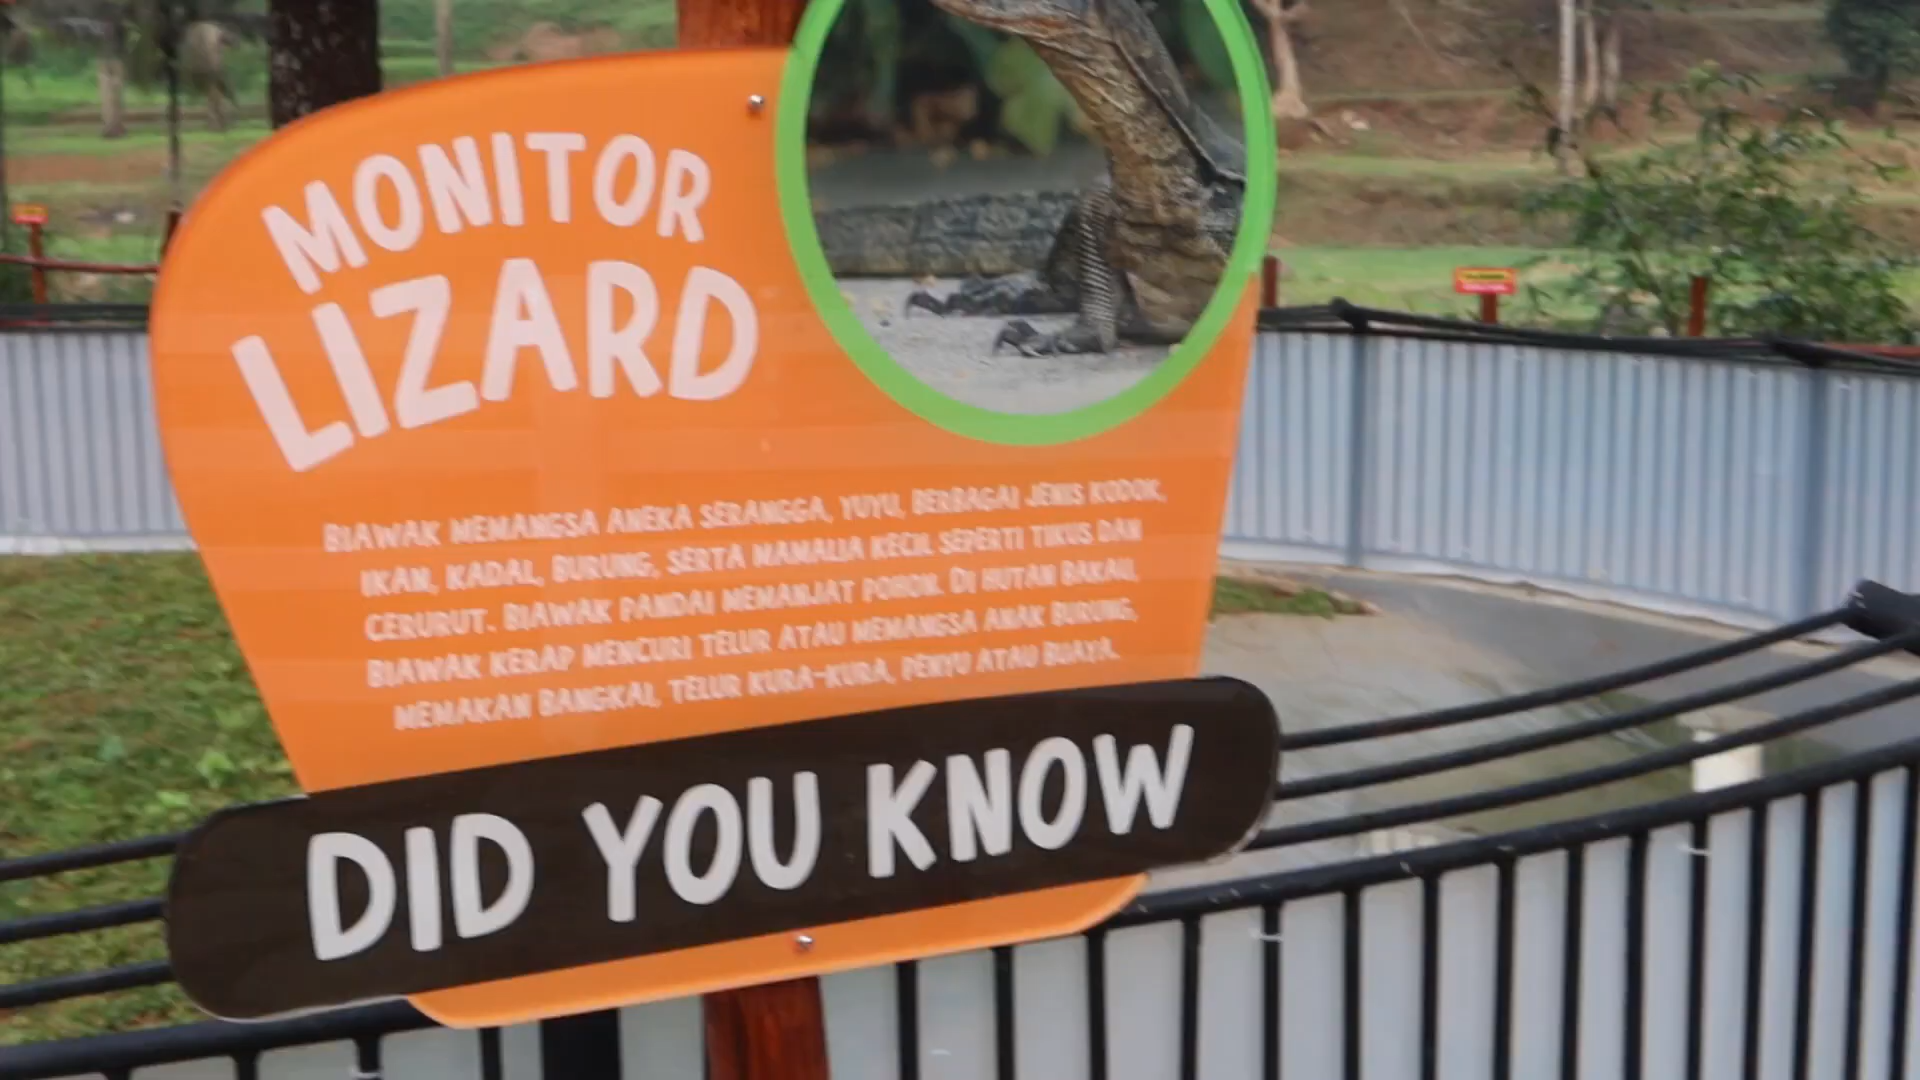 MONITOR
LIZARD
BIAWAK MEMANGSA ANEKA SERANGGA, YUYU, BERBAGAI JENIS KODOK,
IKAN, KADAL, BURUNG, SERTA MAMALIA KECIL SEPERTI TIKUS DAN
CERURUT. BIAWAK PANDAI MEMANJAT POHON. DI HUTAN BAKAU,
BIAWAK KERAP MENCURI TELUR ATAU MEMANGSA ANAK BURUNG,
MEMAKAN BANGKAI, TELUR KURA-KURA, PENYU ATAU BUAYA.
DID YOU KNOW